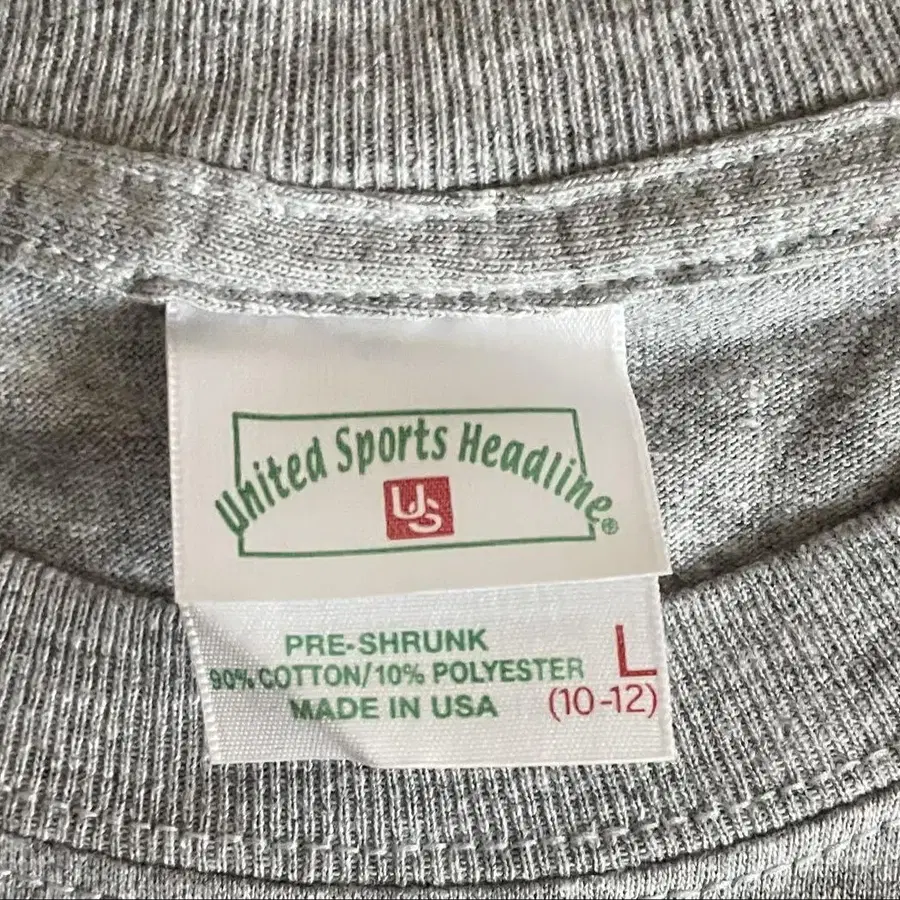 United Sports Headline®
US
PRE-SHRUNK
90% COTTON/10% POLYESTER
MADE IN USA
L
(10-12)